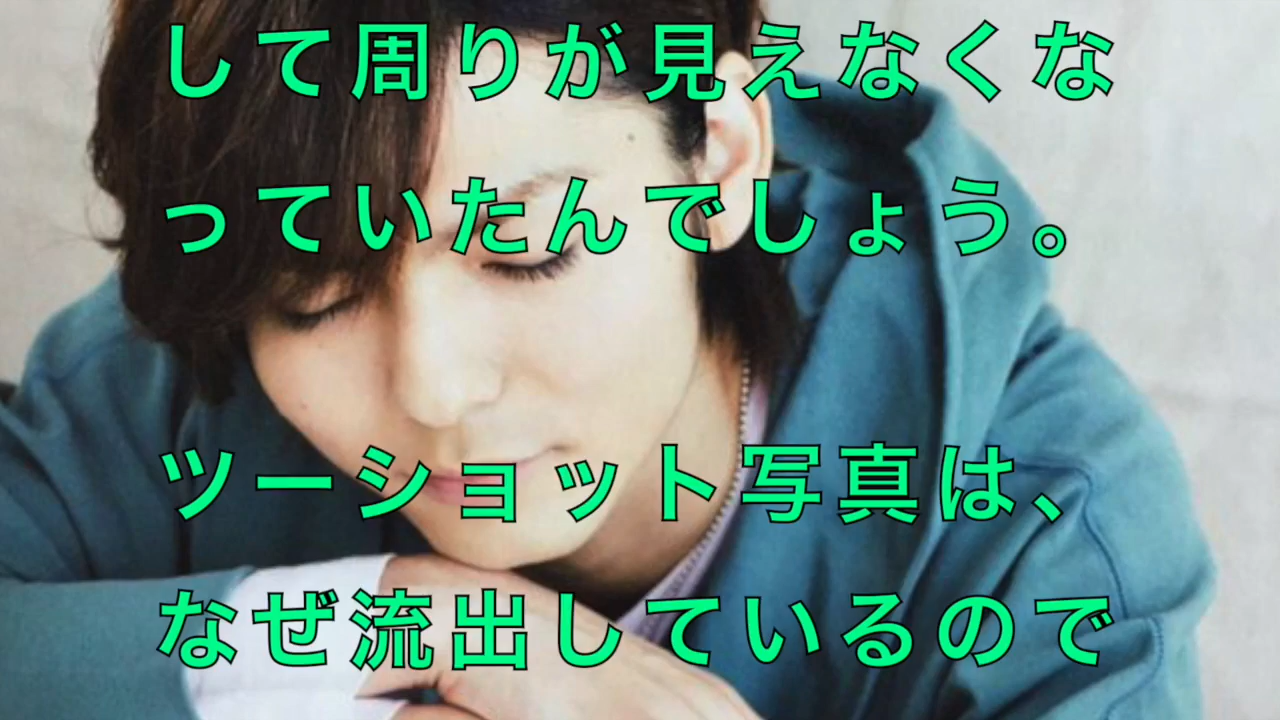 して周りが見えなくな
っていたんでしょう。
ツーショット写真は、
なぜ流出しているので